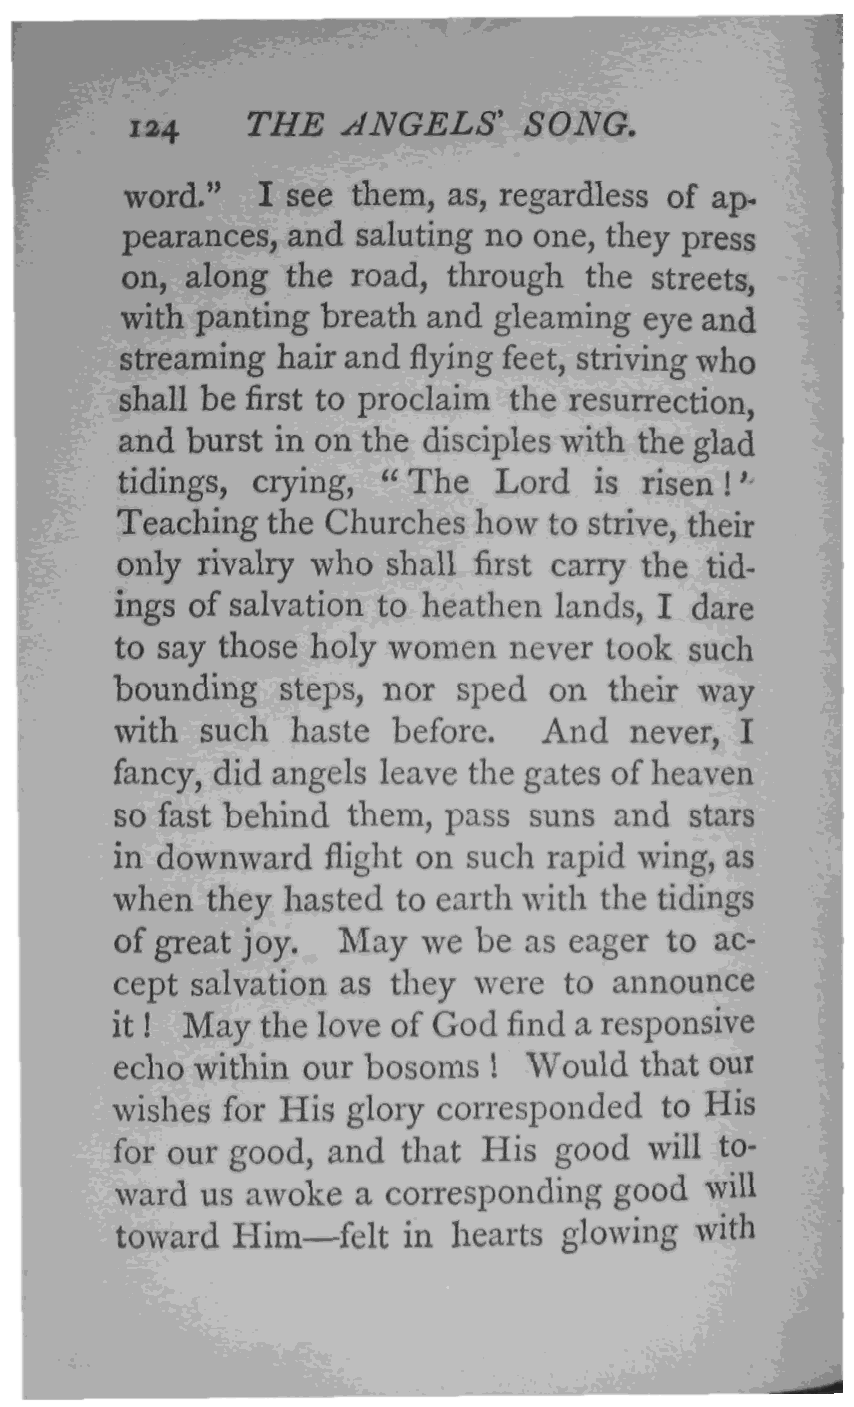 124 THE ANGELS' SONG.
word." I see them, as, regardless of ap-
pearances, and saluting no one, they press
on, along the road, through the streets,
with panting breath and gleaming eye and
streaming hair and flying feet, striving who
shall be first to proclaim the resurrection,
and burst in on the disciples with the glad
tidings, crying, "The Lord is risen!'
Teaching the Churches how to strive, their
only rivalry who shall first carry the tid-
ings of salvation to heathen lands, I dare
to say those holy women never took such
bounding steps, nor sped on their way
with such haste before. And never, I
fancy, did angels leave the gates of heaven
so fast behind them, pass suns and stars
in downward flight on such rapid wing, as
when they hasted to earth with the tidings
of great joy. May we be as eager to ac-
cept salvation as they were to announce
it! May the love of God find a responsive
echo within our bosoms! Would that our
wishes for His glory corresponded to His
for our good, and that His good will to-
ward us awoke a corresponding good will
toward Him—felt in hearts glowing with